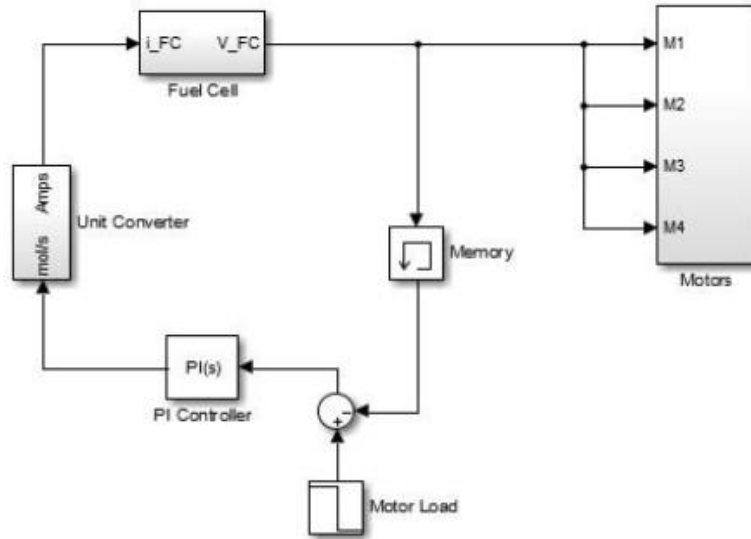 i_FC V_FC
Fuel Cell
M1
M2
M3
M4
Motors
Amps
mol/s
Unit Converter
Memory
PI(s)
PI Controller
+
−
Motor Load